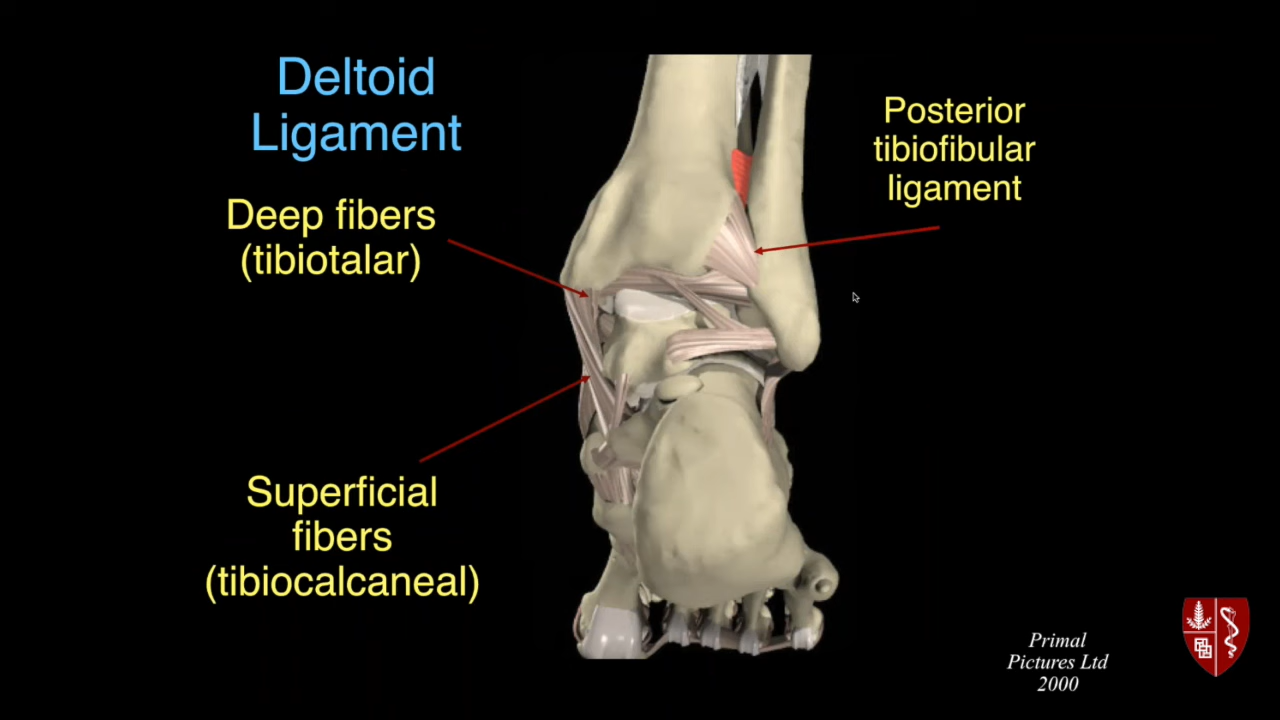 Deltoid
Ligament
Deep fibers
(tibiotalar)
Posterior
tibiofibular
ligament
Superficial
fibers
(tibiocalcaneal)
Primal
Pictures Ltd
2000